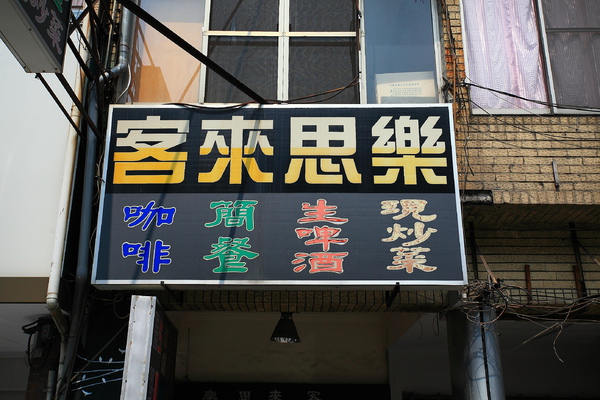 客來思樂
咖啡
簡餐
生啤酒
現炒菜